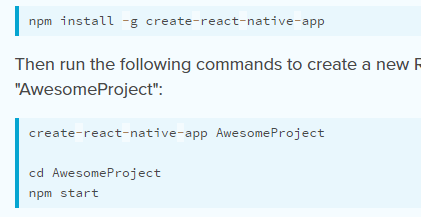 npm install -g create-react-native-app
Then run the following commands to create a new
"AwesomeProject":
create-react-native-app AwesomeProject
cd AwesomeProject
npm start